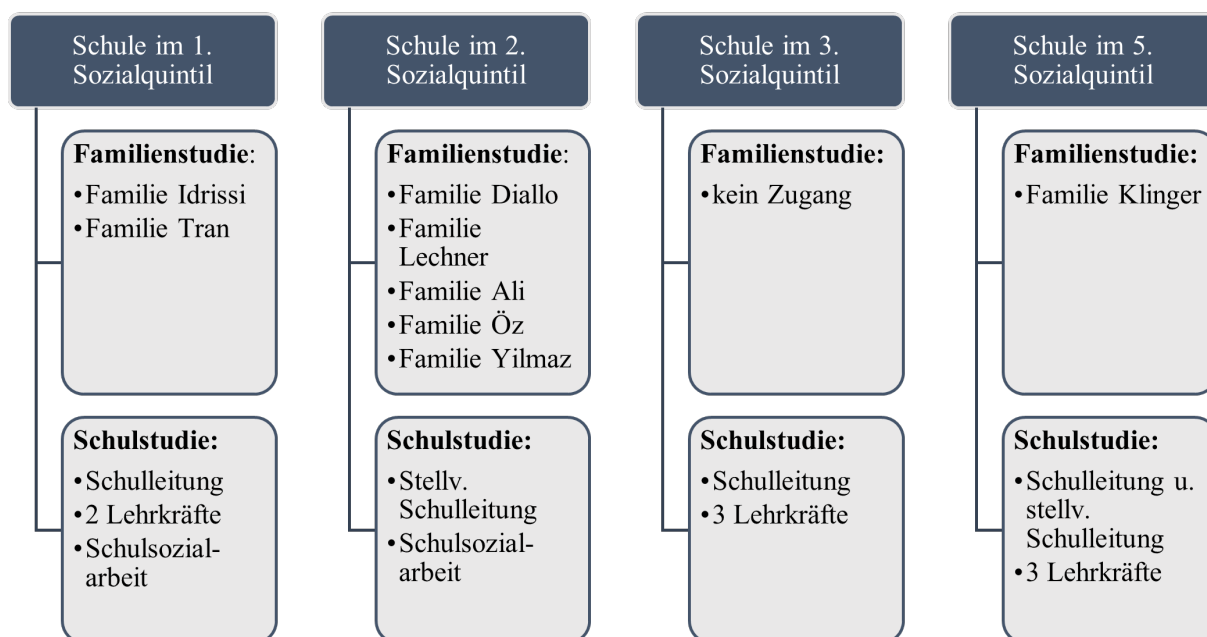 Schule im 1.
Sozialquintil
Familienstudie:
•Familie Idrissi
•Familie Tran
Schulstudie:
•Schulleitung
•2 Lehrkräfte
•Schulsozial-
arbeit
Schule im 2.
Sozialquintil
Familienstudie:
•Familie Diallo
•Familie
Lechner
•Familie Ali
•Familie Öz
•Familie Yilmaz
Schulstudie:
•Stellv.
Schulleitung
•Schulsozial-
arbeit
Schule im 3.
Sozialquintil
Familienstudie:
•kein Zugang
Schulstudie:
•Schulleitung
•3 Lehrkräfte
Schule im 5.
Sozialquintil
Familienstudie:
•Familie Klinger
Schulstudie:
•Schulleitung u.
stellv.
Schulleitung
•3 Lehrkräfte